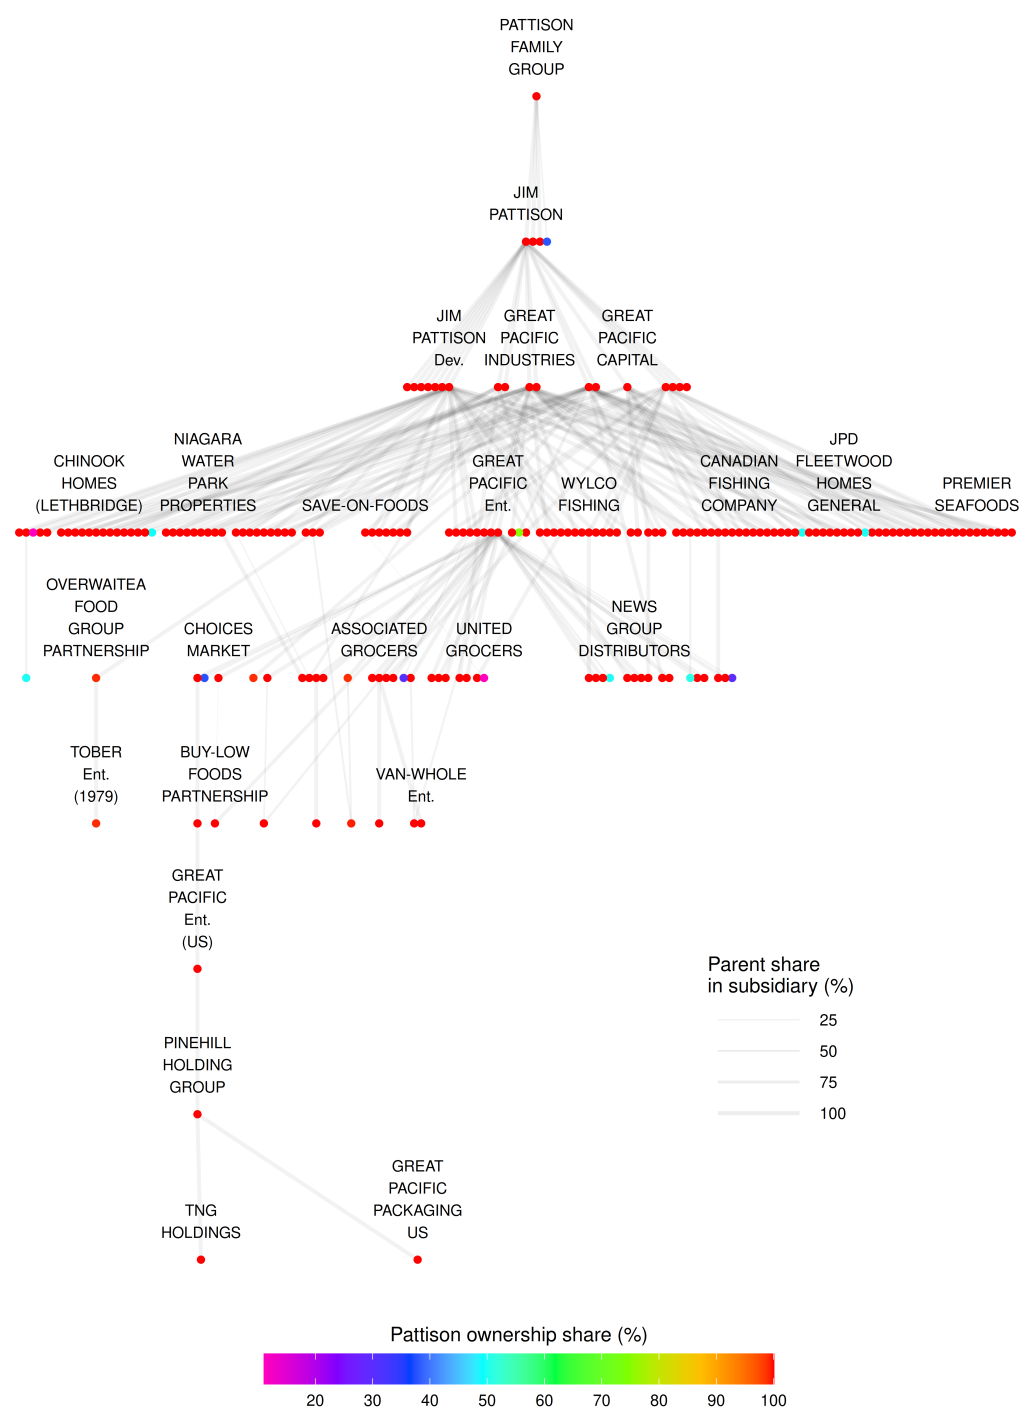 PATTISON
FAMILY
GROUP
JIM
PATTISON
JIM
PATTISON
Dev.
GREAT
PACIFIC
INDUSTRIES
GREAT
PACIFIC
CAPITAL
CHINOOK
HOMES
(LETHBRIDGE)
NIAGARA
WATER
PARK
PROPERTIES
SAVE-ON-FOODS
GREAT
PACIFIC
Ent.
WYLCO
FISHING
CANADIAN
FISHING
COMPANY
JPD
FLEETWOOD
HOMES
GENERAL
PREMIER
SEAFOODS
OVERWAITEA
FOOD
GROUP
PARTNERSHIP
CHOICES
MARKET
ASSOCIATED
GROCERS
UNITED
GROCERS
NEWS
GROUP
DISTRIBUTORS
TOBER
Ent.
(1979)
BUY-LOW
FOODS
PARTNERSHIP
VAN-WHOLE
Ent.
GREAT
PACIFIC
Ent.
(US)
PINEHILL
HOLDING
GROUP
TNG
HOLDINGS
GREAT
PACIFIC
PACKAGING
US
Parent share
in subsidiary (%)
25
50
75
100
Pattison ownership share (%)
20 30 40 50 60 70 80 90 100